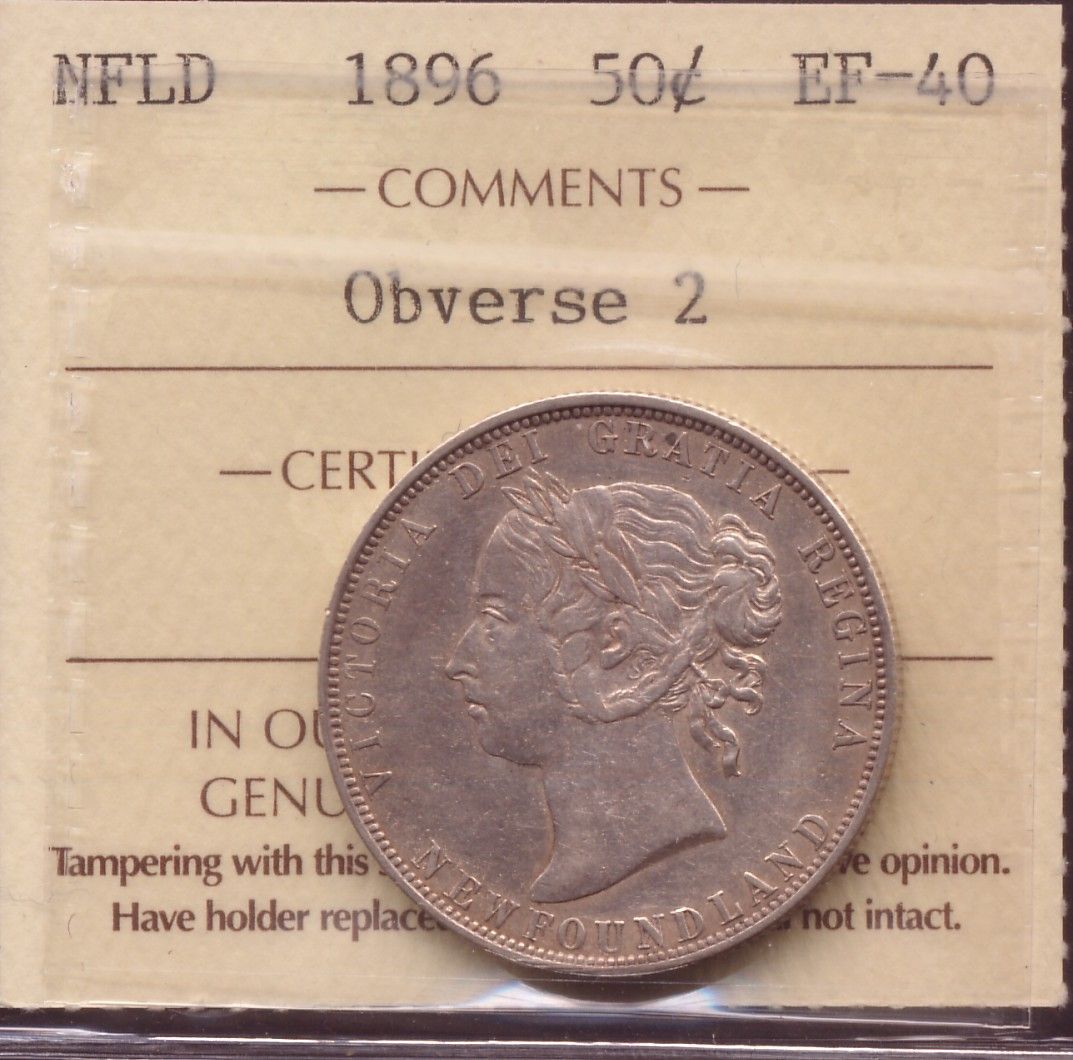 NFLD 1896 50¢ EF-40
— COMMENTS —
Obverse 2
— CERTI
IN OU
GENU
Tampering with this ve opinion.
Have holder replace not intact.
VICTORIA DEI GRATIA REGINA
NEWFOUNDLAND